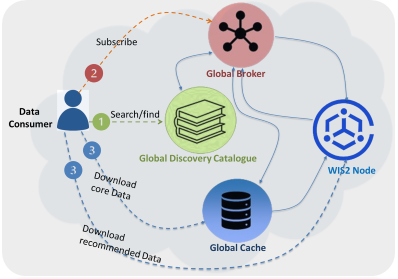 Subscribe
2
Global Broker
Data
Consumer
1
Search/find
Global Discovery Catalogue
3
3
Download
core Data
WIS2 Node
Download
recommended Data
Global Cache